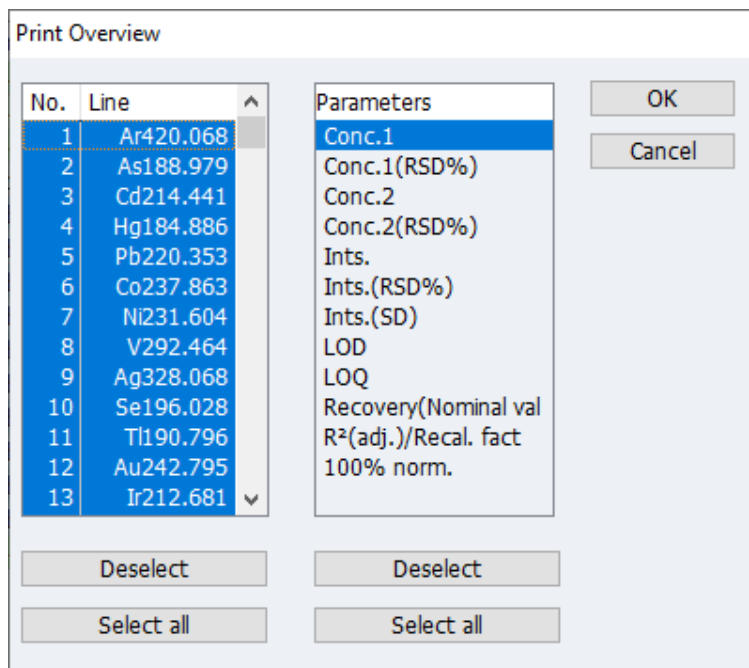 Print Overview
No. Line
1 Ar420.068
2 As188.979
3 Cd214.441
4 Hg184.886
5 Pb220.353
6 Co237.863
7 Ni231.604
8 V292.464
9 Ag328.068
10 Se196.028
11 Tl190.796
12 Au242.795
13 Ir212.681
Deselect
Select all
Parameters
Conc.1
Conc.1(RSD%)
Conc.2
Conc.2(RSD%)
Ints.
Ints.(RSD%)
Ints.(SD)
LOD
LOQ
Recovery(Nominal val
R²(adj.)/Recal. fact
100% norm.
Deselect
Select all
OK
Cancel